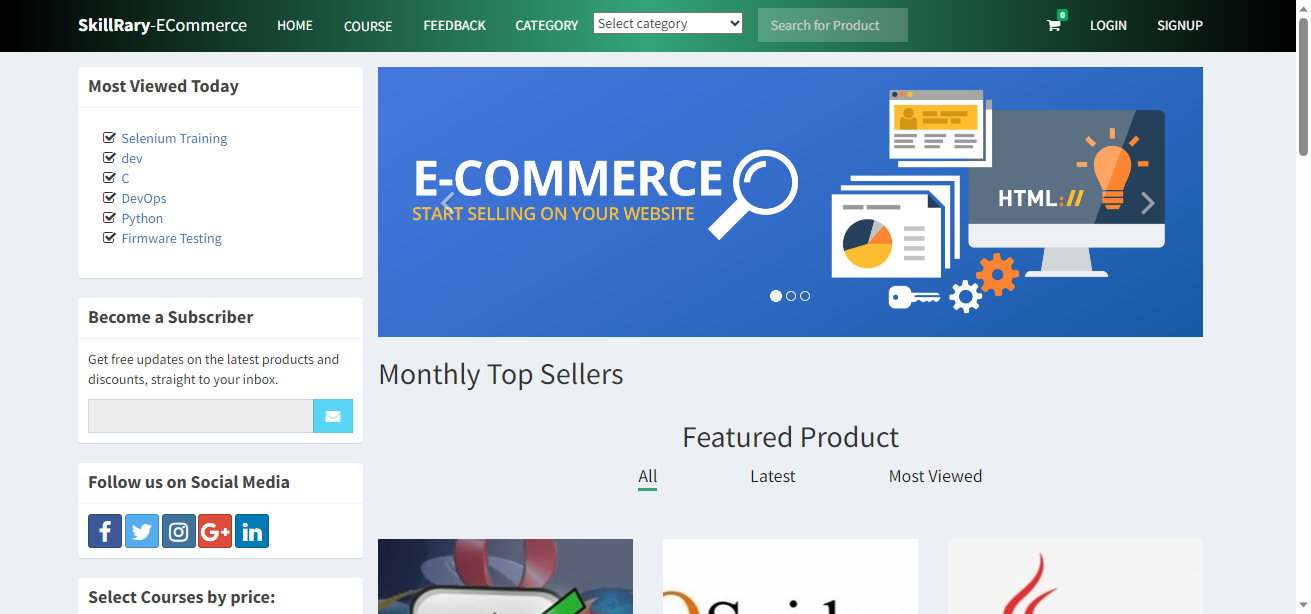 SkillRary-ECommerce HOME COURSE FEEDBACK CATEGORY Select category Search for Product 0 LOGIN SIGNUP
Most Viewed Today
Selenium Training
dev
C
DevOps
Python
Firmware Testing
Become a Subscriber
Get free updates on the latest products and
discounts, straight to your inbox.
Follow us on Social Media
f G+ in
Select Courses by price:
E-COMMERCE
START SELLING ON YOUR WEBSITE
HTML://
Monthly Top Sellers
Featured Product
All Latest Most Viewed